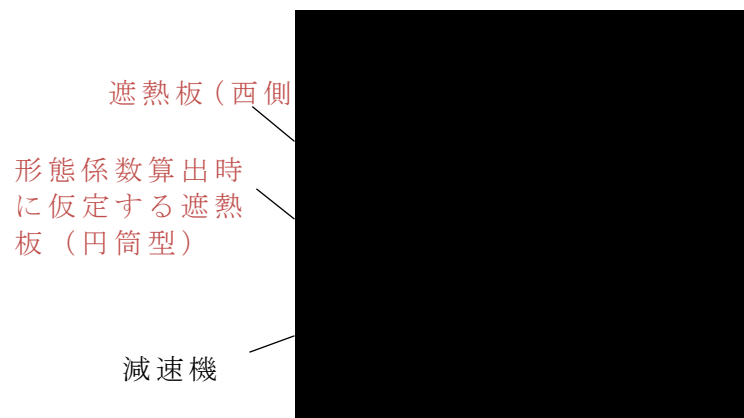 遮熱板（西側
形態係数算出時
に仮定する遮熱
板（円筒型）
減速機